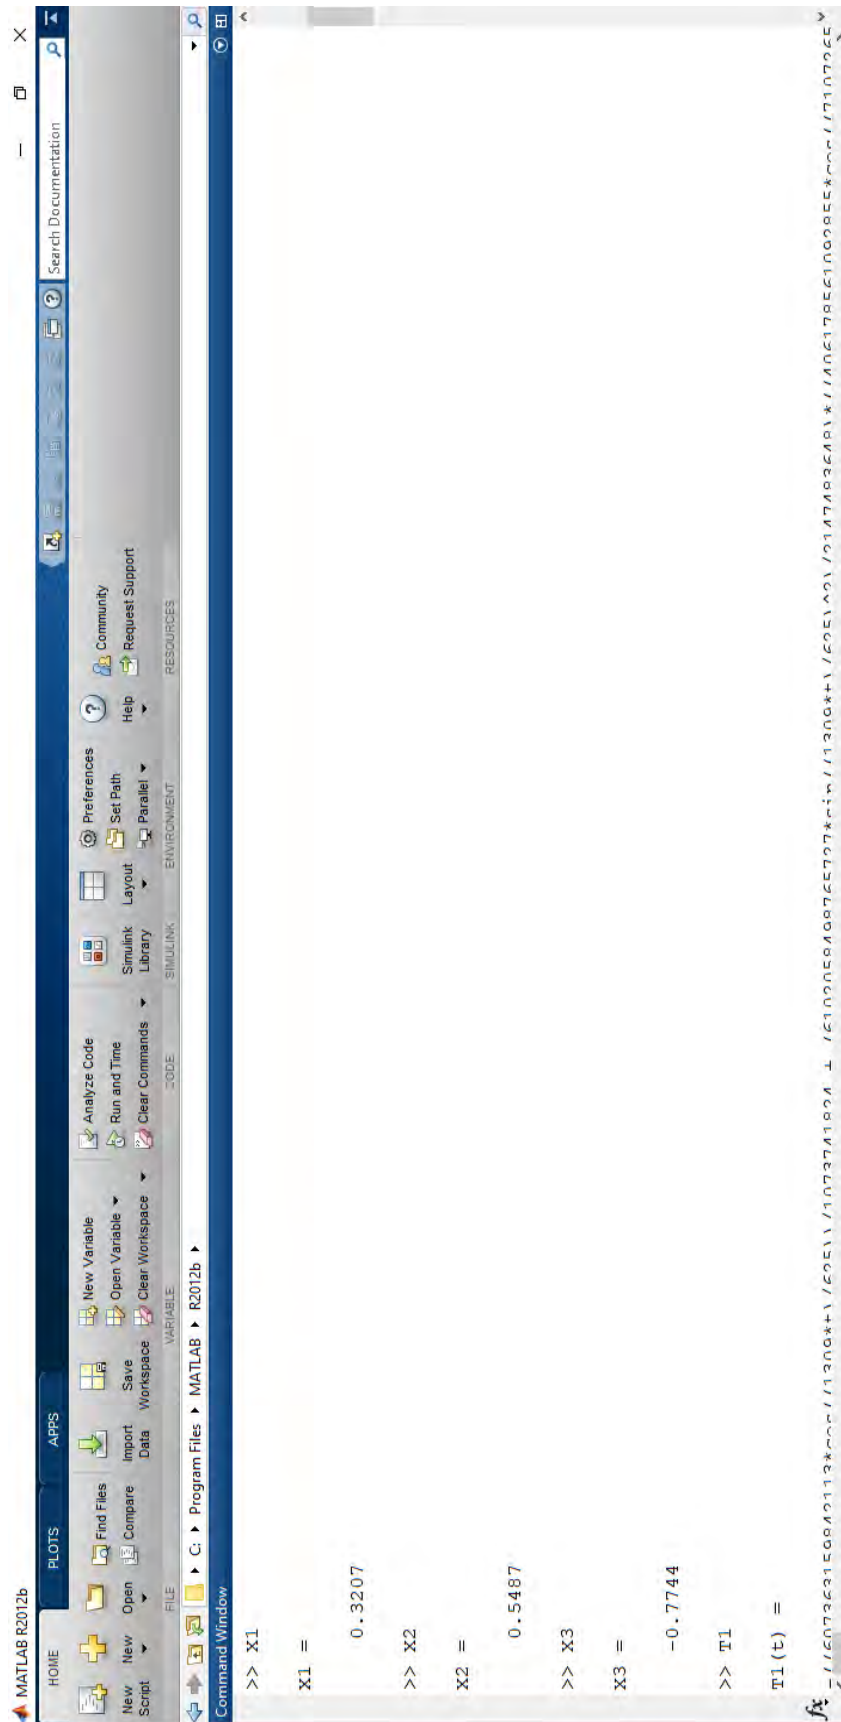 MATLAB R2012b
HOME PLOTS APPS
Search Documentation
New Script
New
Open
Find Files
Compare
Import Data
Save Workspace
New Variable
Open Variable
Clear Workspace
Analyze Code
Run and Time
Clear Commands
Simulink Library
Layout
Preferences
Set Path
Parallel
Help
Community
Request Support
FILE VARIABLE CODE SIMULINK ENVIRONMENT RESOURCES
C: Program Files MATLAB R2012b
Command Window
>> X1
X1 =
0.3207
>> X2
X2 =
0.5487
>> X3
X3 =
-0.7744
>> T1
T1(t) =
fx